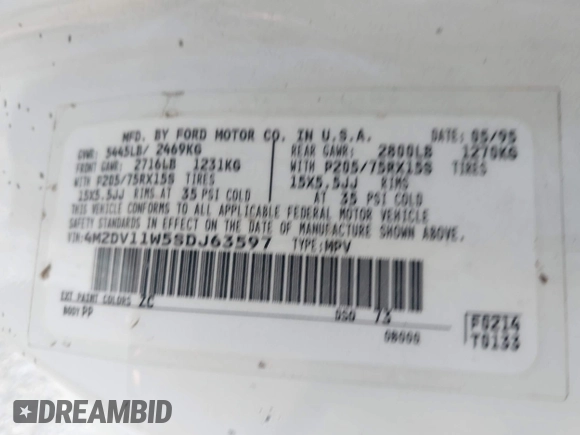 MFD. BY FORD MOTOR CO. IN U.S.A.
DATE: 05/95
GVWR: 5445LB/ 2469KG
FRONT GAWR: 2716LB 1231KG
REAR GAWR: 2800LB 1270KG
WITH P205/75RX15S TIRES
WITH P205/75RX15S TIRES
15X5.5JJ RIMS
15X5.5JJ RIMS
AT 35 PSI COLD
AT 35 PSI COLD
THIS VEHICLE CONFORMS TO ALL APPLICABLE FEDERAL MOTOR VEHICLE
SAFETY STANDARDS IN EFFECT ON THE DATE OF MANUFACTURE SHOWN ABOVE
VIN: 4M2DV11W5SDJ63597 TYPE: MPV
EXT PAINT COLORS ZC DSO 73
BODY PP 08000
F0214
T0133
DREAMBID